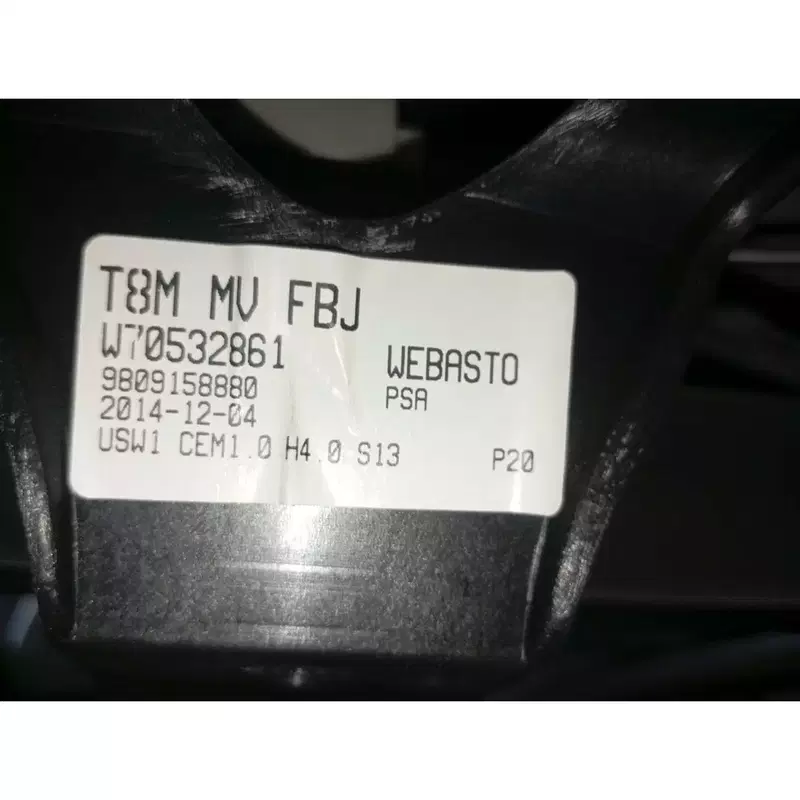 T8M MV FBJ
W70532861
WEBASTO
9809158880
PSA
2014-12-04
USW1 CEM1.0 H4.0 S13
P20